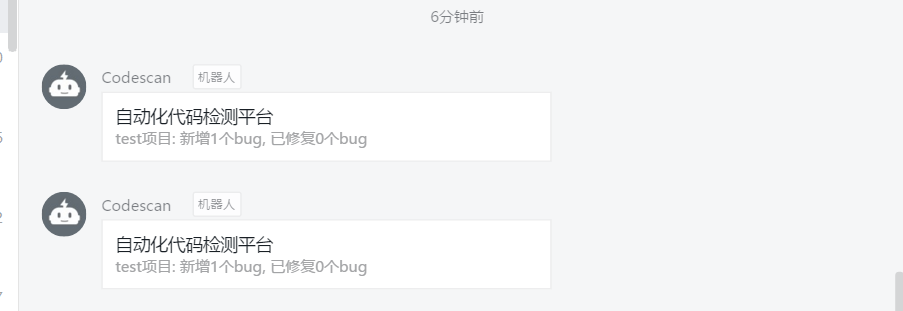 6分钟前
Codescan 机器人
自动化代码检测平台
test项目: 新增1个bug, 已修复0个bug
Codescan 机器人
自动化代码检测平台
test项目: 新增1个bug, 已修复0个bug